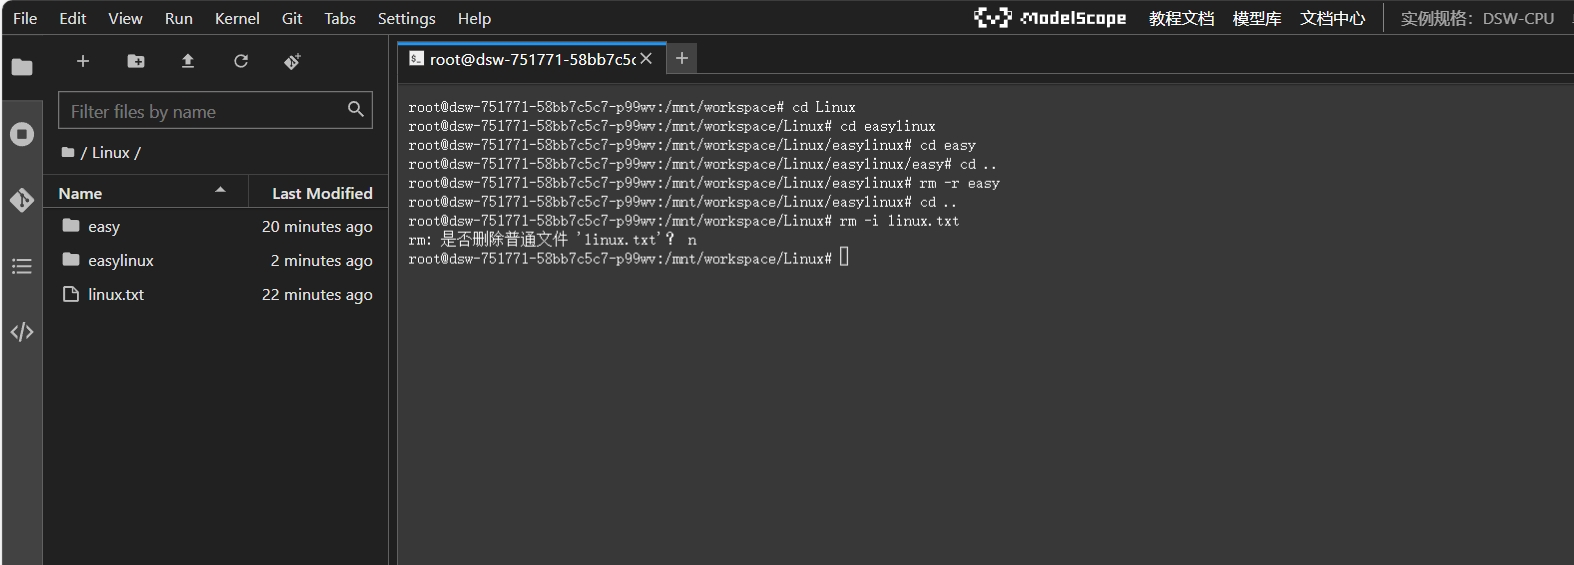 File Edit View Run Kernel Git Tabs Settings Help
ModelScope 教程文档 模型库 文档中心 实例规格：DSW-CPU
root@dsw-751771-58bb7c5c
Filter files by name
/ Linux /
Name Last Modified
easy 20 minutes ago
easylinux 2 minutes ago
linux.txt 22 minutes ago
root@dsw-751771-58bb7c5c7-p99wv:/mnt/workspace# cd Linux
root@dsw-751771-58bb7c5c7-p99wv:/mnt/workspace/Linux# cd easylinux
root@dsw-751771-58bb7c5c7-p99wv:/mnt/workspace/Linux/easylinux# cd easy
root@dsw-751771-58bb7c5c7-p99wv:/mnt/workspace/Linux/easylinux/easy# cd ..
root@dsw-751771-58bb7c5c7-p99wv:/mnt/workspace/Linux/easylinux# rm -r easy
root@dsw-751771-58bb7c5c7-p99wv:/mnt/workspace/Linux/easylinux# cd ..
root@dsw-751771-58bb7c5c7-p99wv:/mnt/workspace/Linux# rm -i linux.txt
rm: 是否删除普通文件 'linux.txt'？ n
root@dsw-751771-58bb7c5c7-p99wv:/mnt/workspace/Linux#